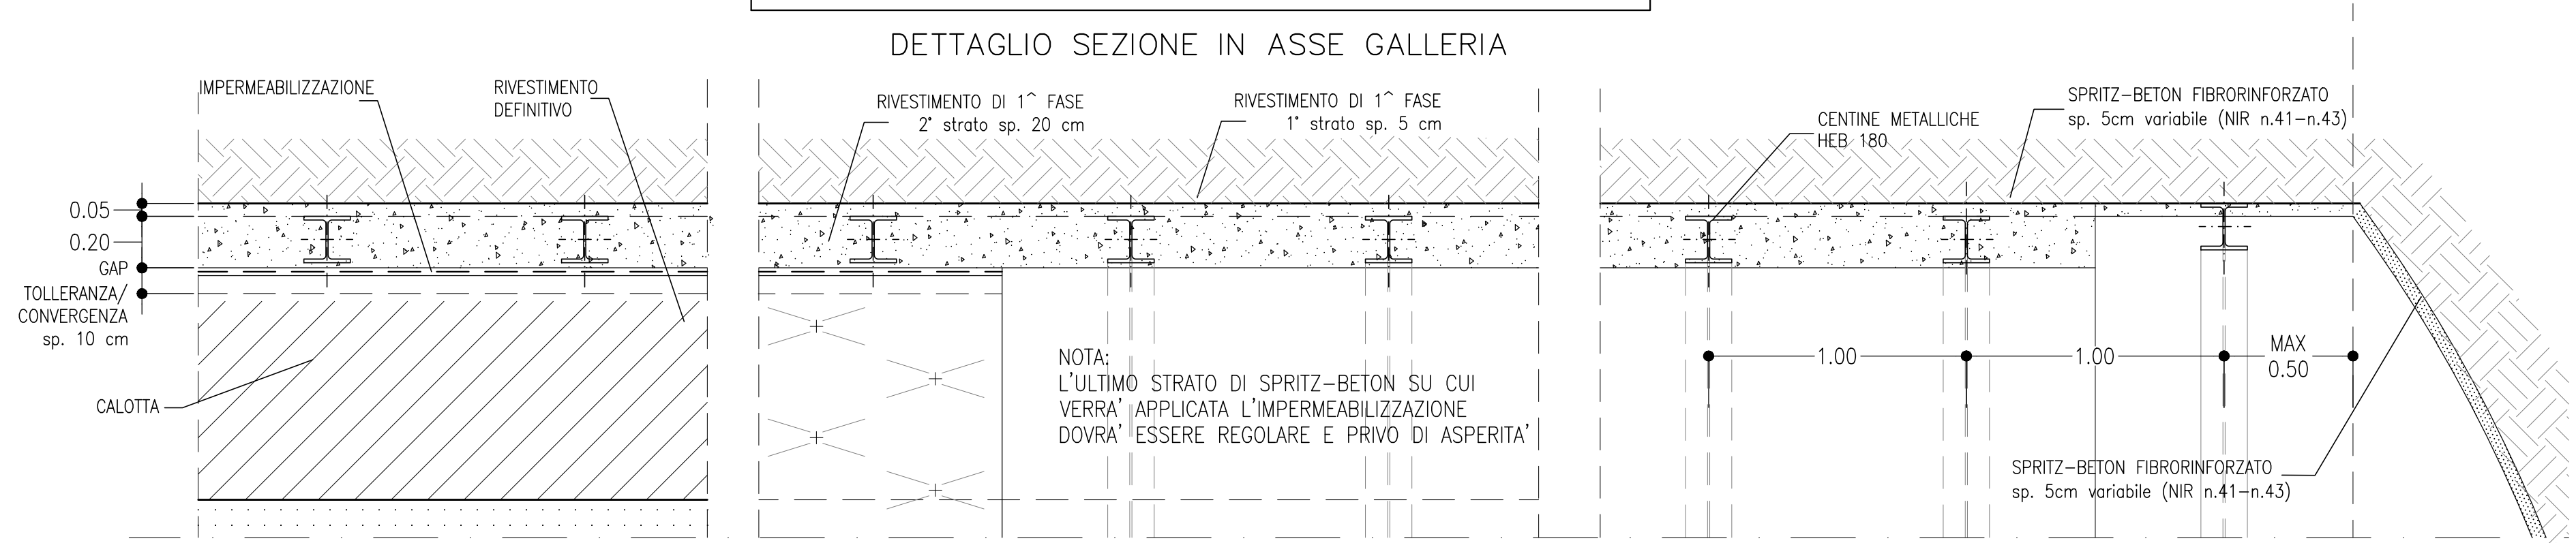 DETTAGLIO SEZIONE IN ASSE GALLERIA
IMPERMEABILIZZAZIONE
RIVESTIMENTO
DEFINITIVO
RIVESTIMENTO DI 1^ FASE
2° strato sp. 20 cm
RIVESTIMENTO DI 1^ FASE
1° strato sp. 5 cm
CENTINE METALLICHE
HEB 180
SPRITZ-BETON FIBRORINFORZATO
sp. 5cm variabile (NIR n.41-n.43)
0.05
0.20
GAP
TOLLERANZA/
CONVERGENZA
sp. 10 cm
CALOTTA
NOTA:
L'ULTIMO STRATO DI SPRITZ-BETON SU CUI
VERRA' APPLICATA L'IMPERMEABILIZZAZIONE
DOVRA' ESSERE REGOLARE E PRIVO DI ASPERITA'
1.00
1.00
MAX
0.50
SPRITZ-BETON FIBRORINFORZATO
sp. 5cm variabile (NIR n.41-n.43)